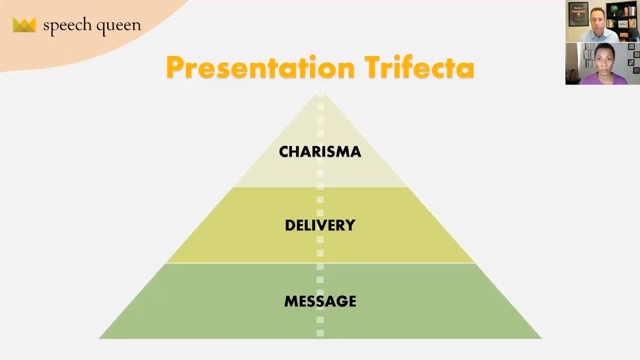 speech queen
Presentation Trifecta
CHARISMA
DELIVERY
MESSAGE